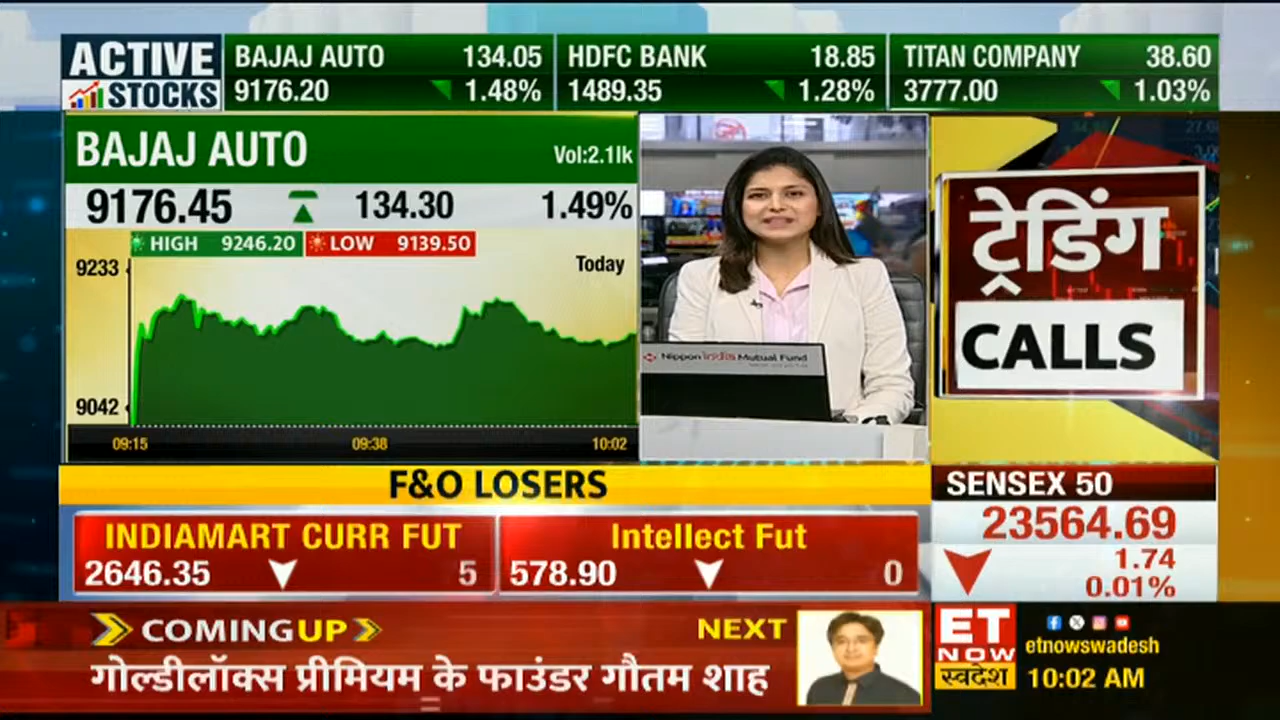 ACTIVE
STOCKS
BAJAJ AUTO 134.05
9176.20 1.48%
HDFC BANK 18.85
1489.35 1.28%
TITAN COMPANY 38.60
3777.00 1.03%
BAJAJ AUTO
Vol:2.1lk
9176.45 134.30 1.49%
HIGH 9246.20 LOW 9139.50
9233
Today
9042
09:15 09:38 10:02
Nippon india Mutual Fund
ट्रेडिंग
CALLS
F&O LOSERS
INDIAMART CURR FUT
2646.35 5
Intellect Fut
578.90 0
SENSEX 50
23564.69
1.74
0.01%
COMING UP
NEXT
गोल्डीलॉक्स प्रीमियम के फाउंडर गौतम शाह
ET
NOW
स्वदेश
etnowswadesh
10:02 AM